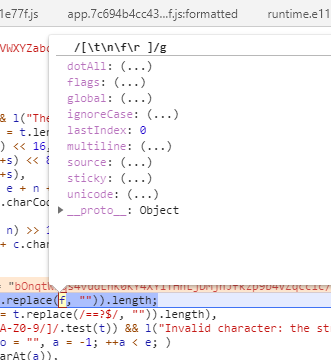 1e77f.js
app.7c694b4cc43...f.js:formatted
runtime.e11
/[\t\n\f\r ]/g
dotAll: (...)
flags: (...)
global: (...)
ignoreCase: (...)
lastIndex: 0
multiline: (...)
source: (...)
sticky: (...)
unicode: (...)
__proto__: Object
VWXYZabc
& l("The
= t.len
) << 16,
+s) << 8
+s),
e + n +
.charCod
n) >> 1
+ c.char
= "bOnqtw
.replace(f, "")).length;
= t.replace(/==?$/, "")).length),
A-Z0-9/]/.test(t)) && l("Invalid character: the st
o = "", a = -1; ++a < e; )
arAt(a)),